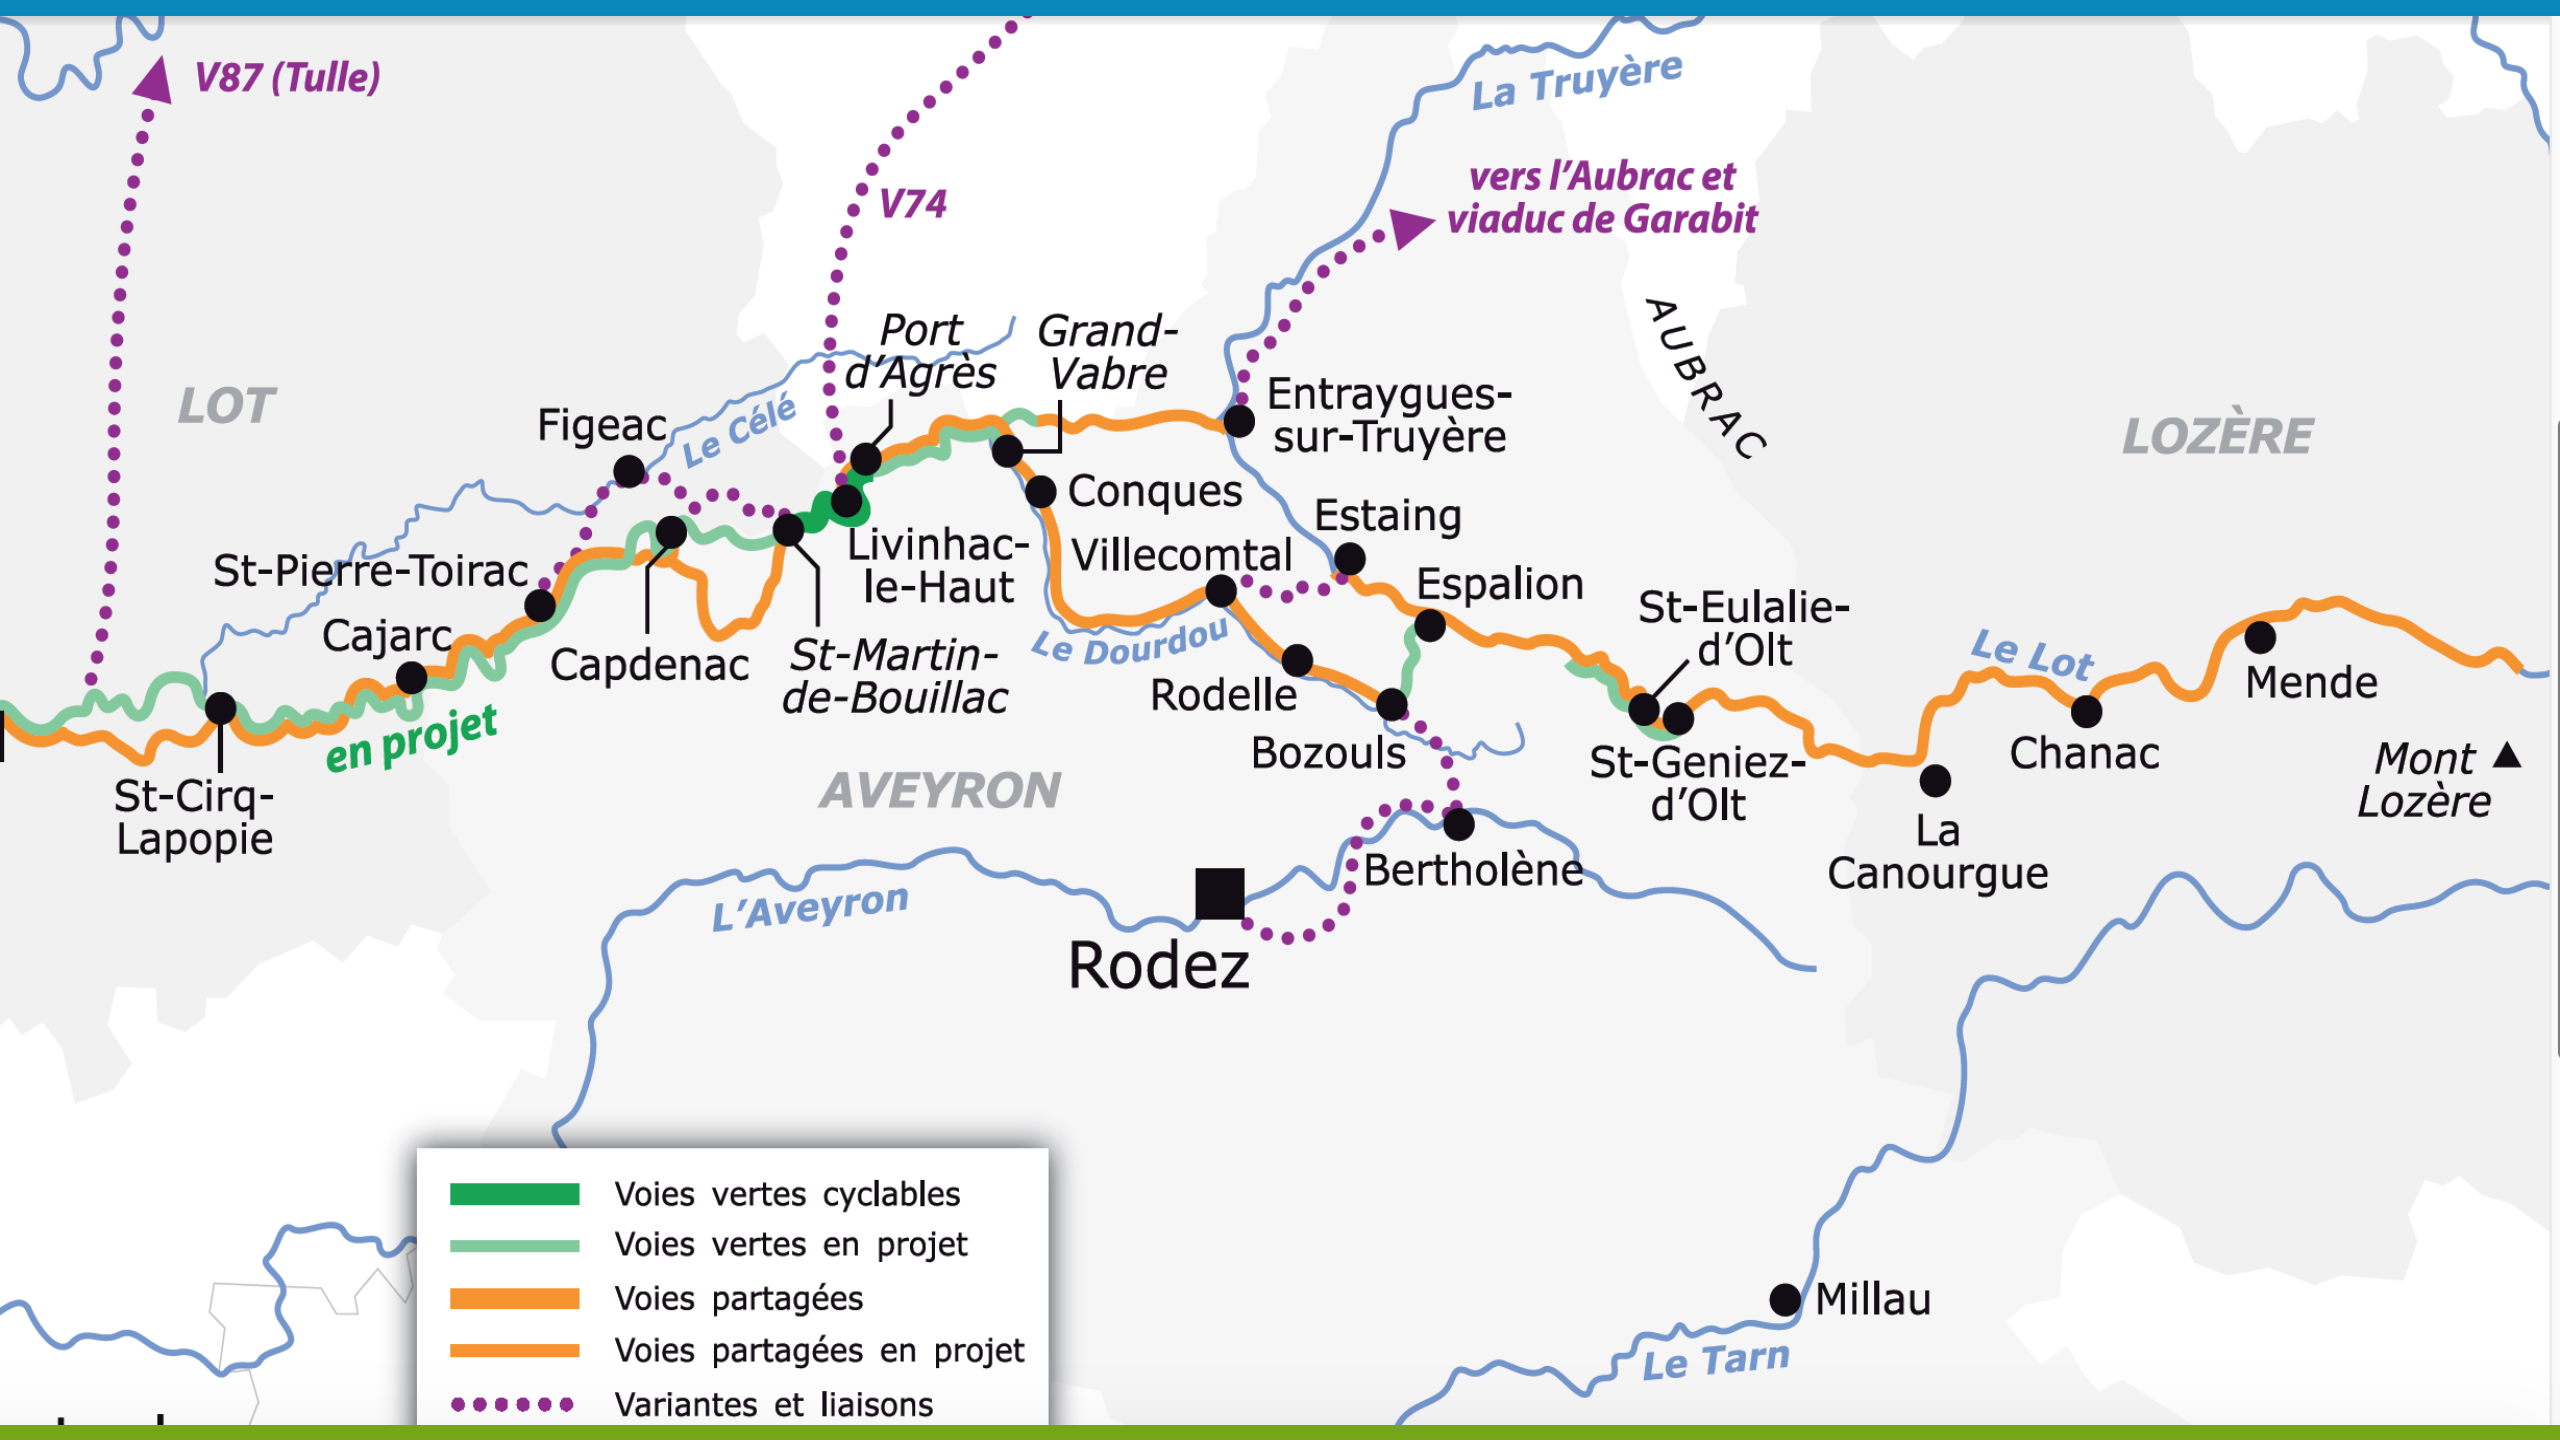 V87 (Tulle)
La Truyère
vers l'Aubrac et
viaduc de Garabit
V74
AUBRAC
Port
d'Agrès
Grand-
Vabre
LOT
Figeac
Le Célé
Entraygues-
sur-Truyère
LOZÈRE
Conques
Estaing
St-Pierre-Toirac
Livinhac-
le-Haut
Villecomtal
Espalion
Cajarc
Capdenac
St-Martin-
de-Bouillac
Le Dourdou
St-Eulalie-
d'Olt
Le Lot
Mende
Rodelle
en projet
Bozouls
St-Geniez-
d'Olt
Chanac
Mont
Lozère
St-Cirq-
Lapopie
AVEYRON
La
Canourgue
Bertholène
L'Aveyron
Rodez
Voies vertes cyclables
Voies vertes en projet
Voies partagées
Voies partagées en projet
Variantes et liaisons
Millau
Le Tarn